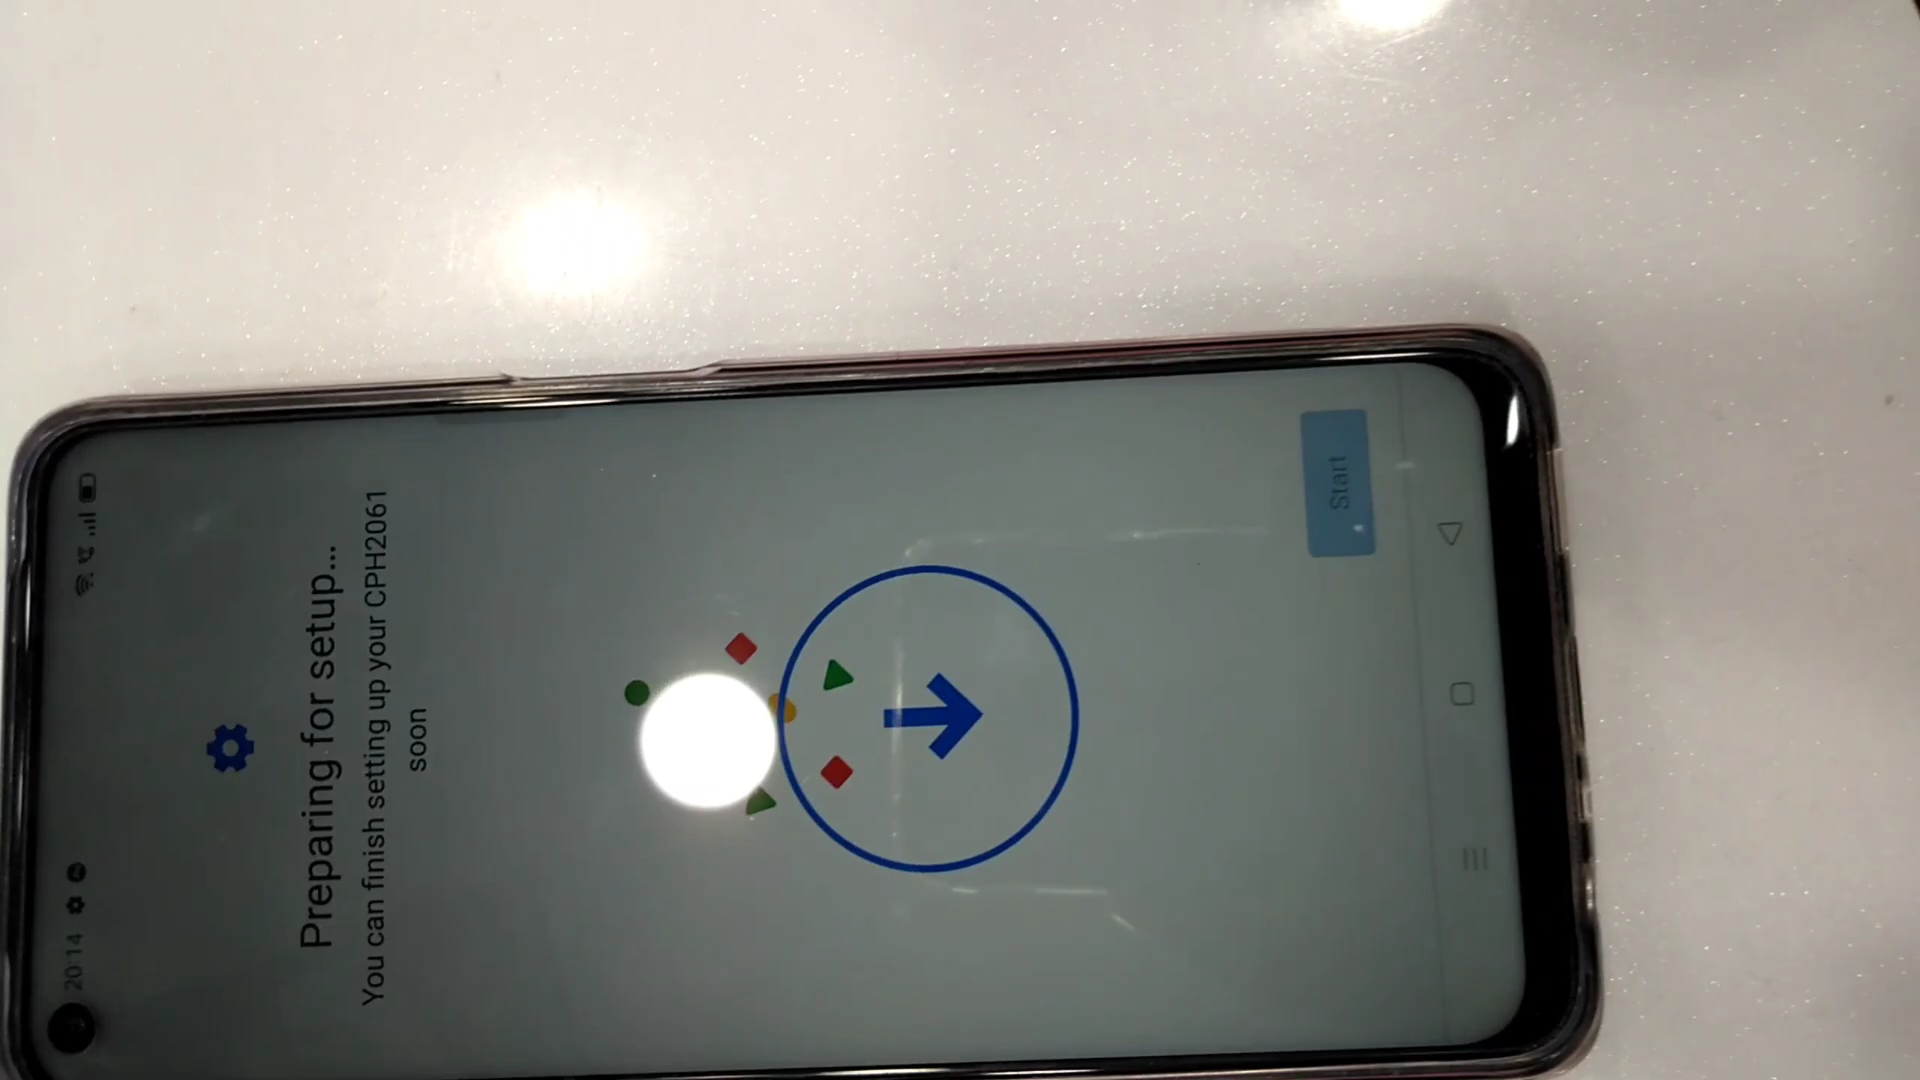 20:14
Preparing for setup...
You can finish setting up your CPH2061
soon
Start